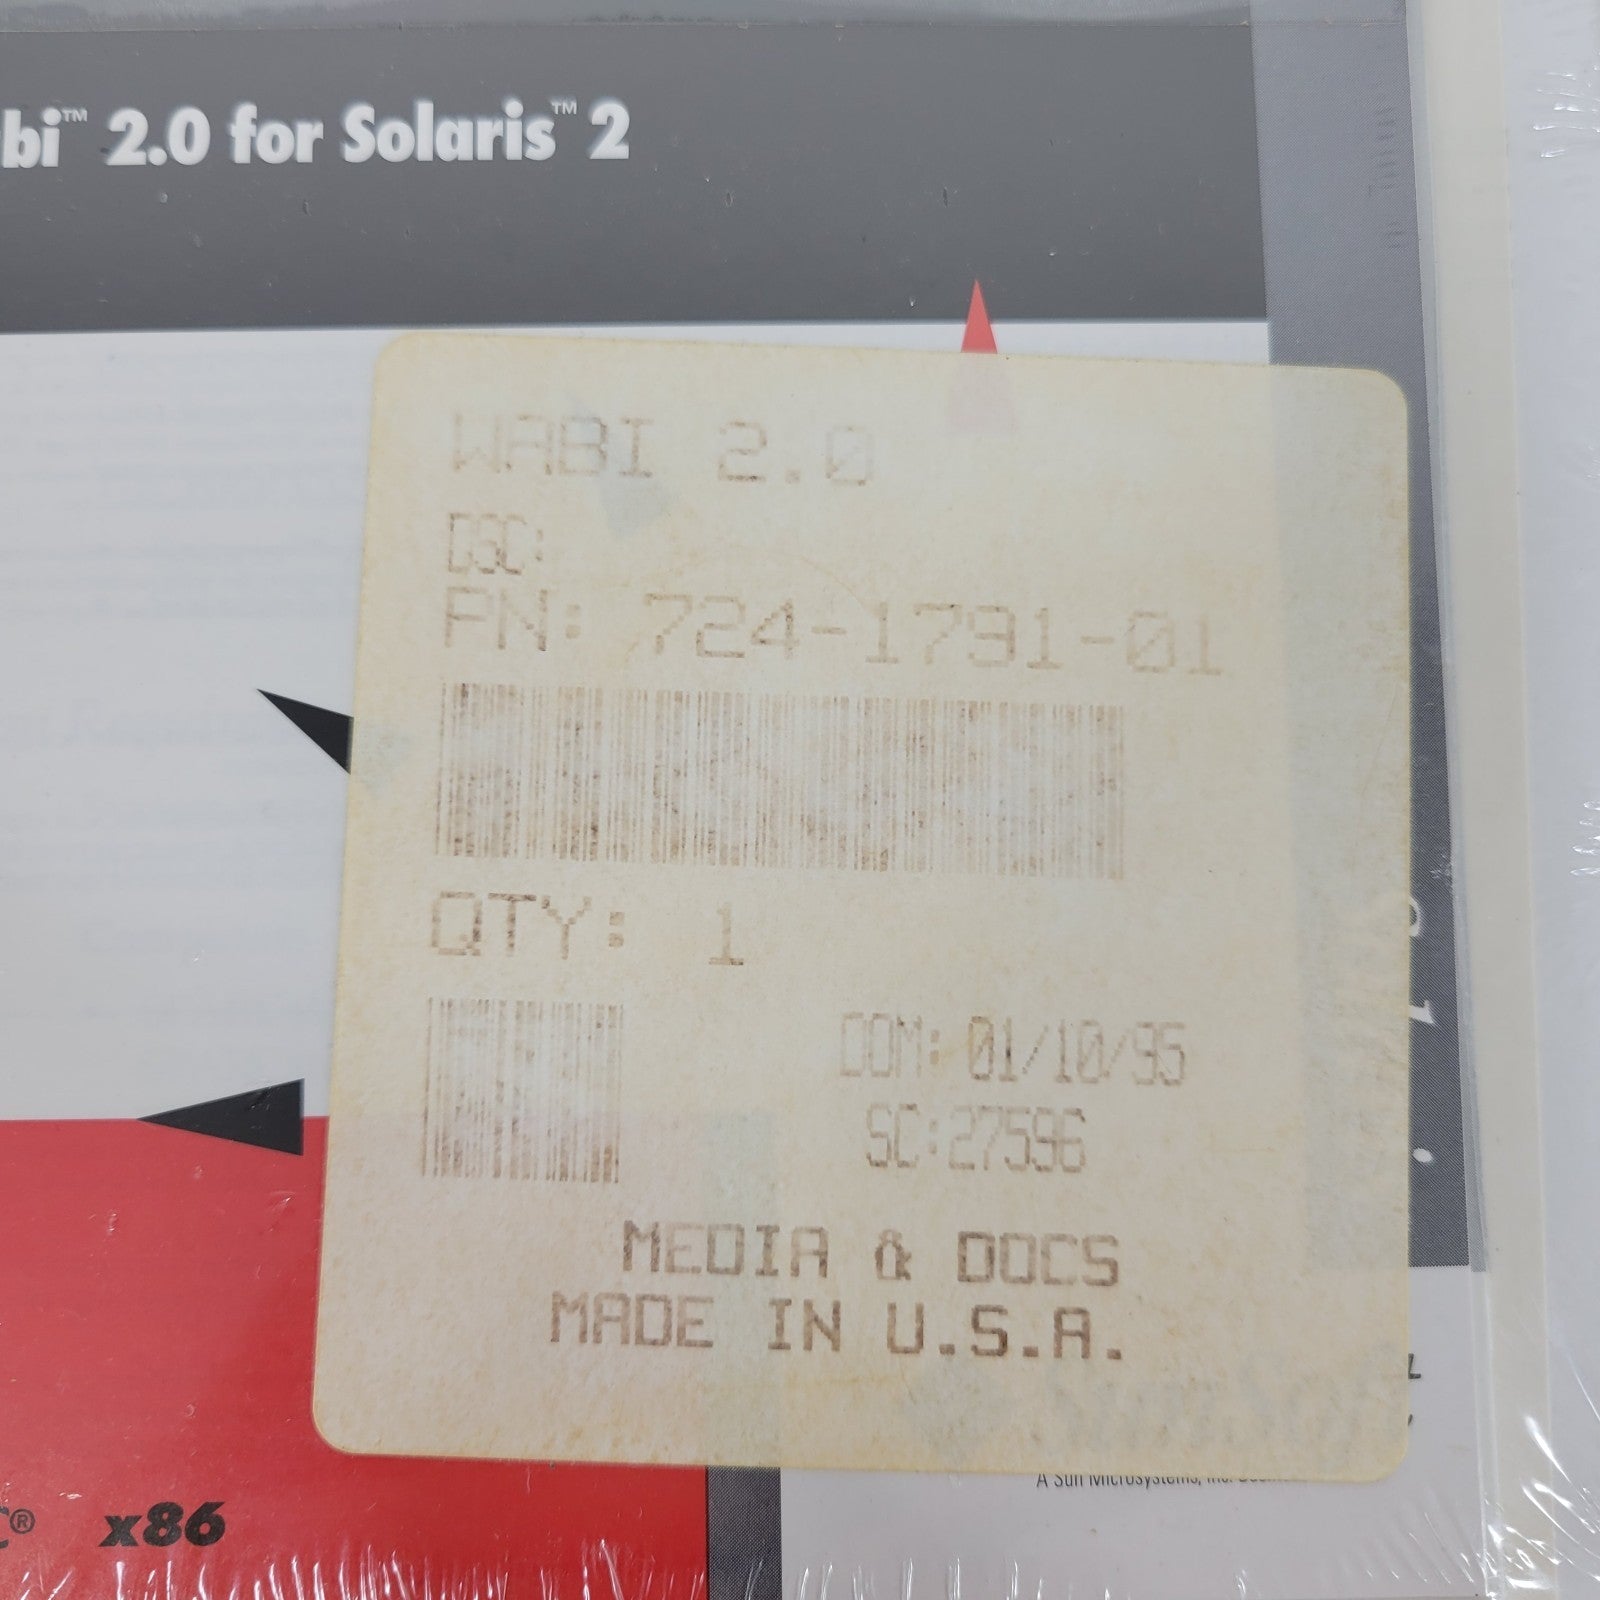 bi™ 2.0 for Solaris™ 2
WABI 2.0
DSC:
PN: 724-1791-01
QTY: 1
DOM: 01/10/95
SC:27596
MEDIA & DOCS
MADE IN U.S.A.
SunSoft
A Sun Microsystems, Inc.
C® x86